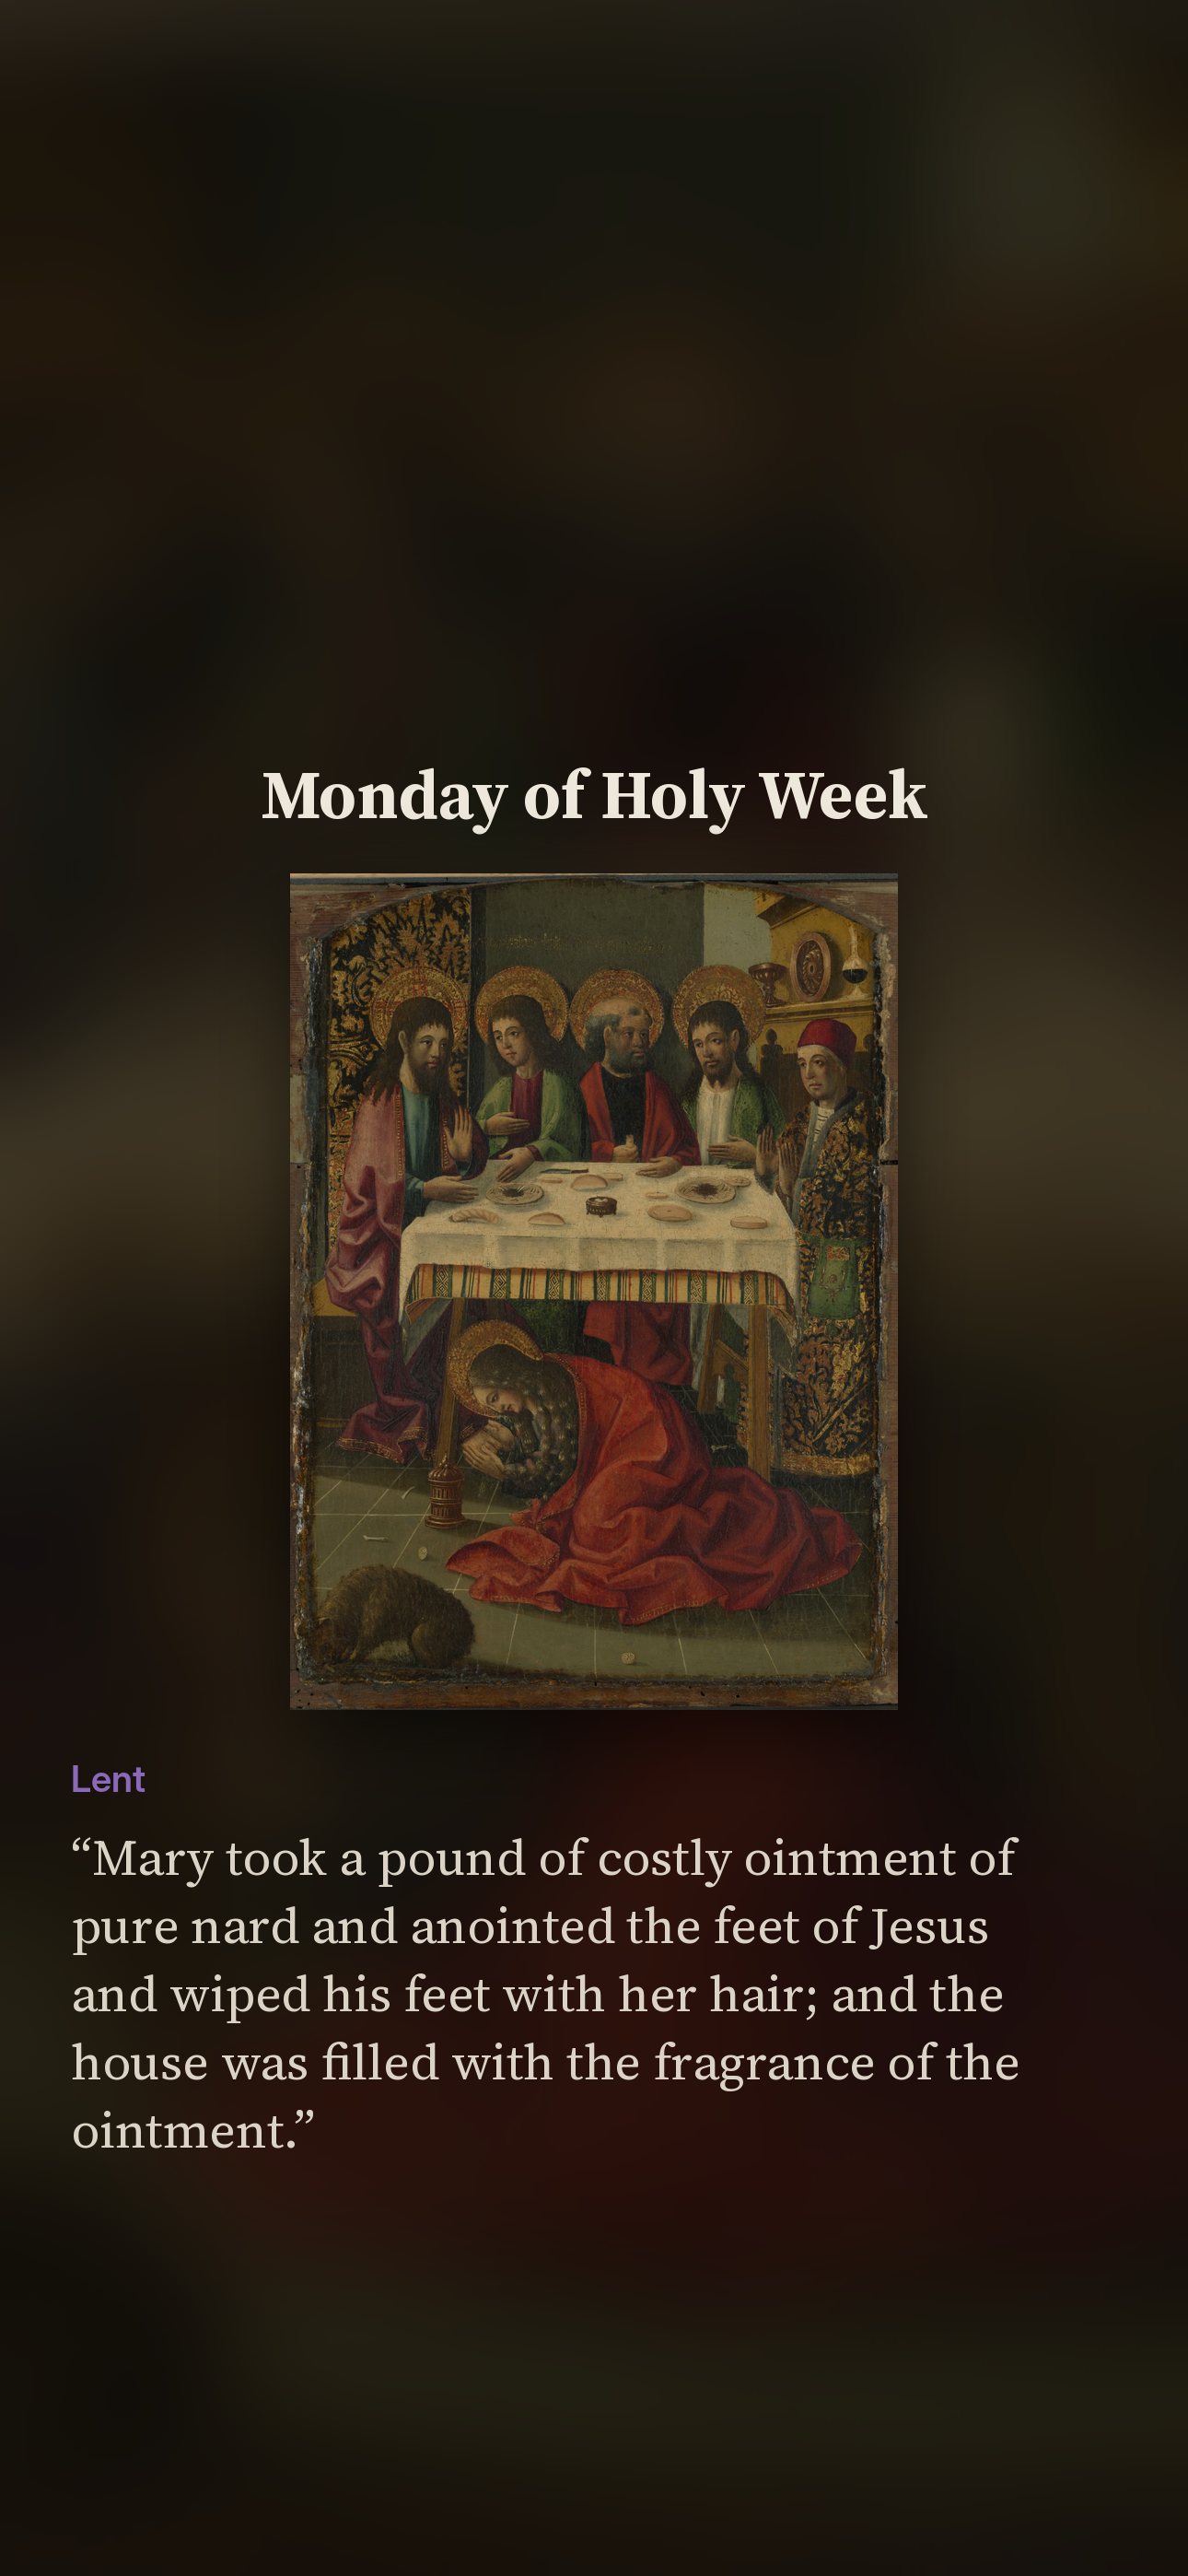 Monday of Holy Week
Lent
“Mary took a pound of costly ointment of
pure nard and anointed the feet of Jesus
and wiped his feet with her hair; and the
house was filled with the fragrance of the
ointment.”